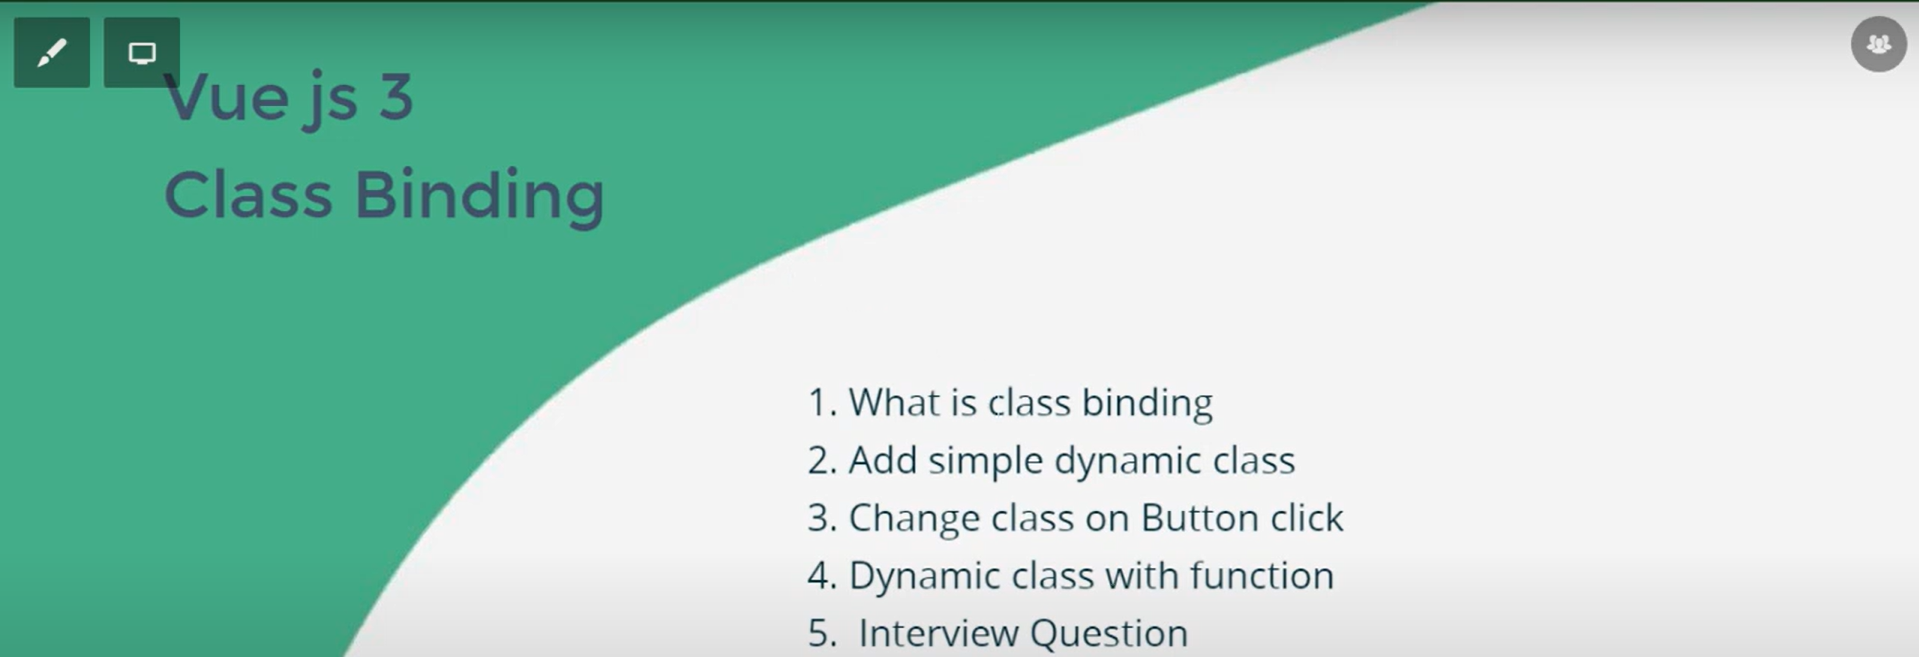 Vue js 3
Class Binding
1. What is class binding
2. Add simple dynamic class
3. Change class on Button click
4. Dynamic class with function
5. Interview Question